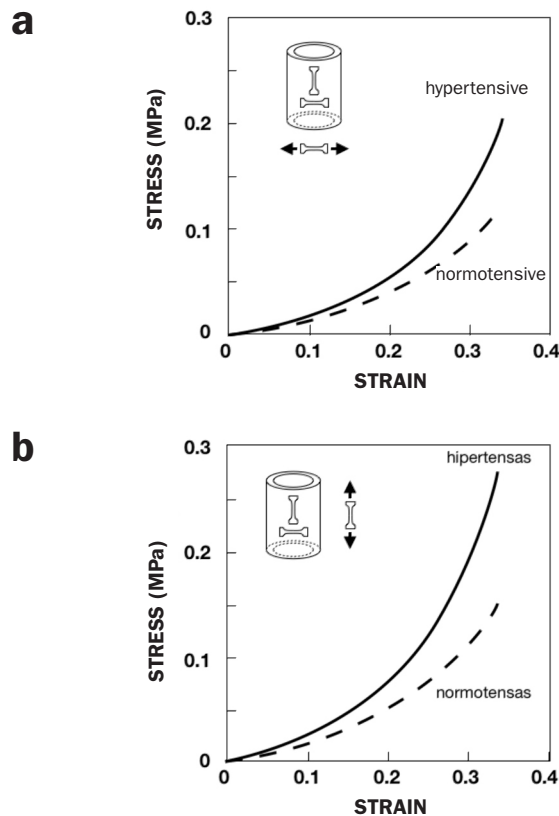 a
0.3
hypertensive
0.2
STRESS (MPa)
0.1
normotensive
0
0 0.1 0.2 0.3 0.4
STRAIN
b
0.3
hipertensas
0.2
STRESS (MPa)
0.1
normotensas
0
0 0.1 0.2 0.3 0.4
STRAIN